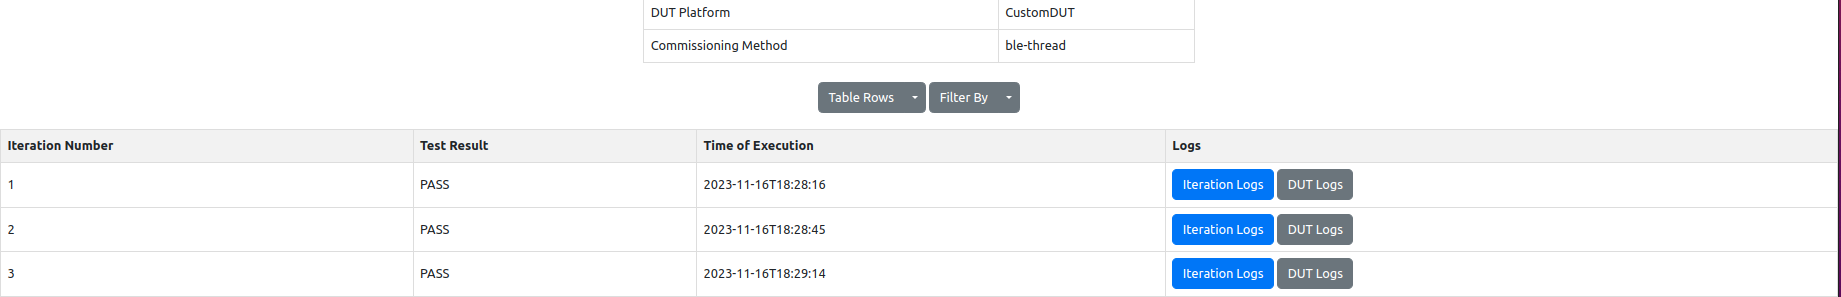 DUT Platform CustomDUT
Commissioning Method ble-thread
Table Rows Filter By
Iteration Number Test Result Time of Execution Logs
1 PASS 2023-11-16T18:28:16 Iteration Logs DUT Logs
2 PASS 2023-11-16T18:28:45 Iteration Logs DUT Logs
3 PASS 2023-11-16T18:29:14 Iteration Logs DUT Logs